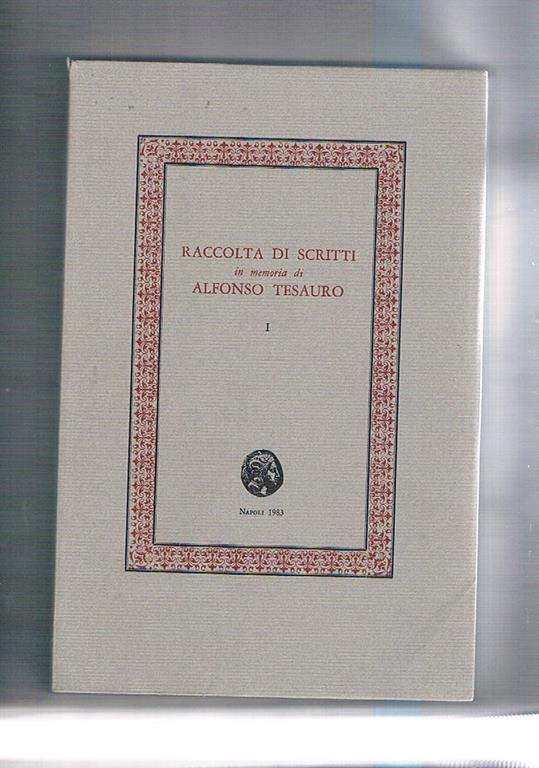 RACCOLTA DI SCRITTI
in memoria di
ALFONSO TESAURO
I
NAPOLI 1983